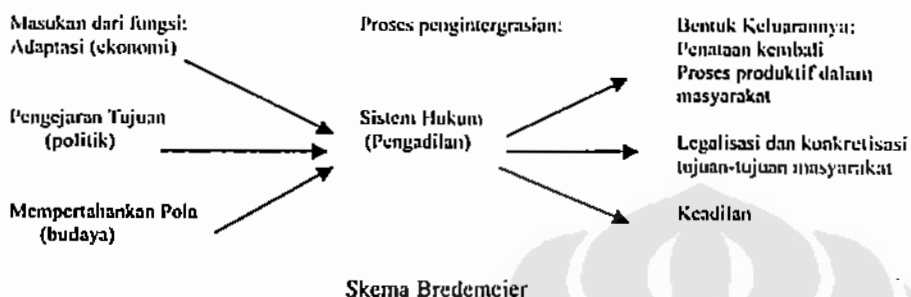 Masukan dari fungsi:
Adaptasi (ekonomi)
Pengejaran Tujuan
(politik)
Mempertahankan Pola
(budaya)
Proses pengintergrasian:
Sistem Hukum
(Pengadilan)
Bentuk Keluarannya:
Penataan kembali
Proses produktif dalam
masyarakat
Legalisasi dan konkretisasi
tujuan-tujuan masyarakat
Keadilan
Skema Bredemeier